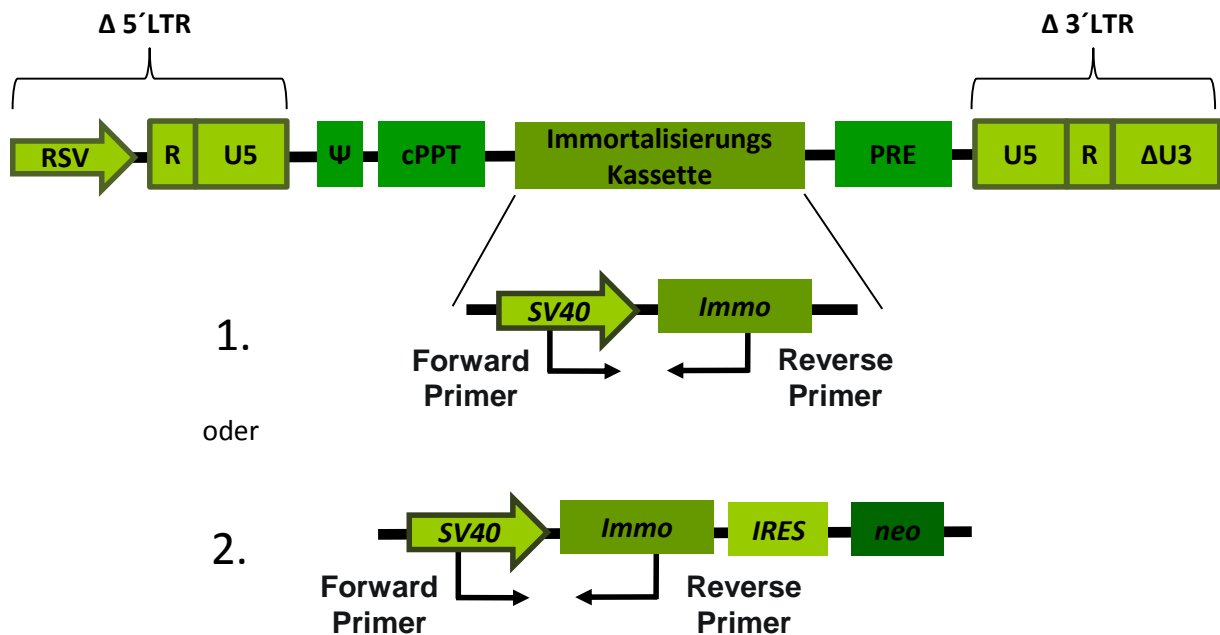 Δ 5´LTR
Δ 3´LTR
RSV
R
U5
Ψ
cPPT
Immortalisierungs
Kassette
PRE
U5
R
ΔU3
1.
SV40
Immo
Forward
Primer
Reverse
Primer
oder
2.
SV40
Immo
IRES
neo
Forward
Primer
Reverse
Primer